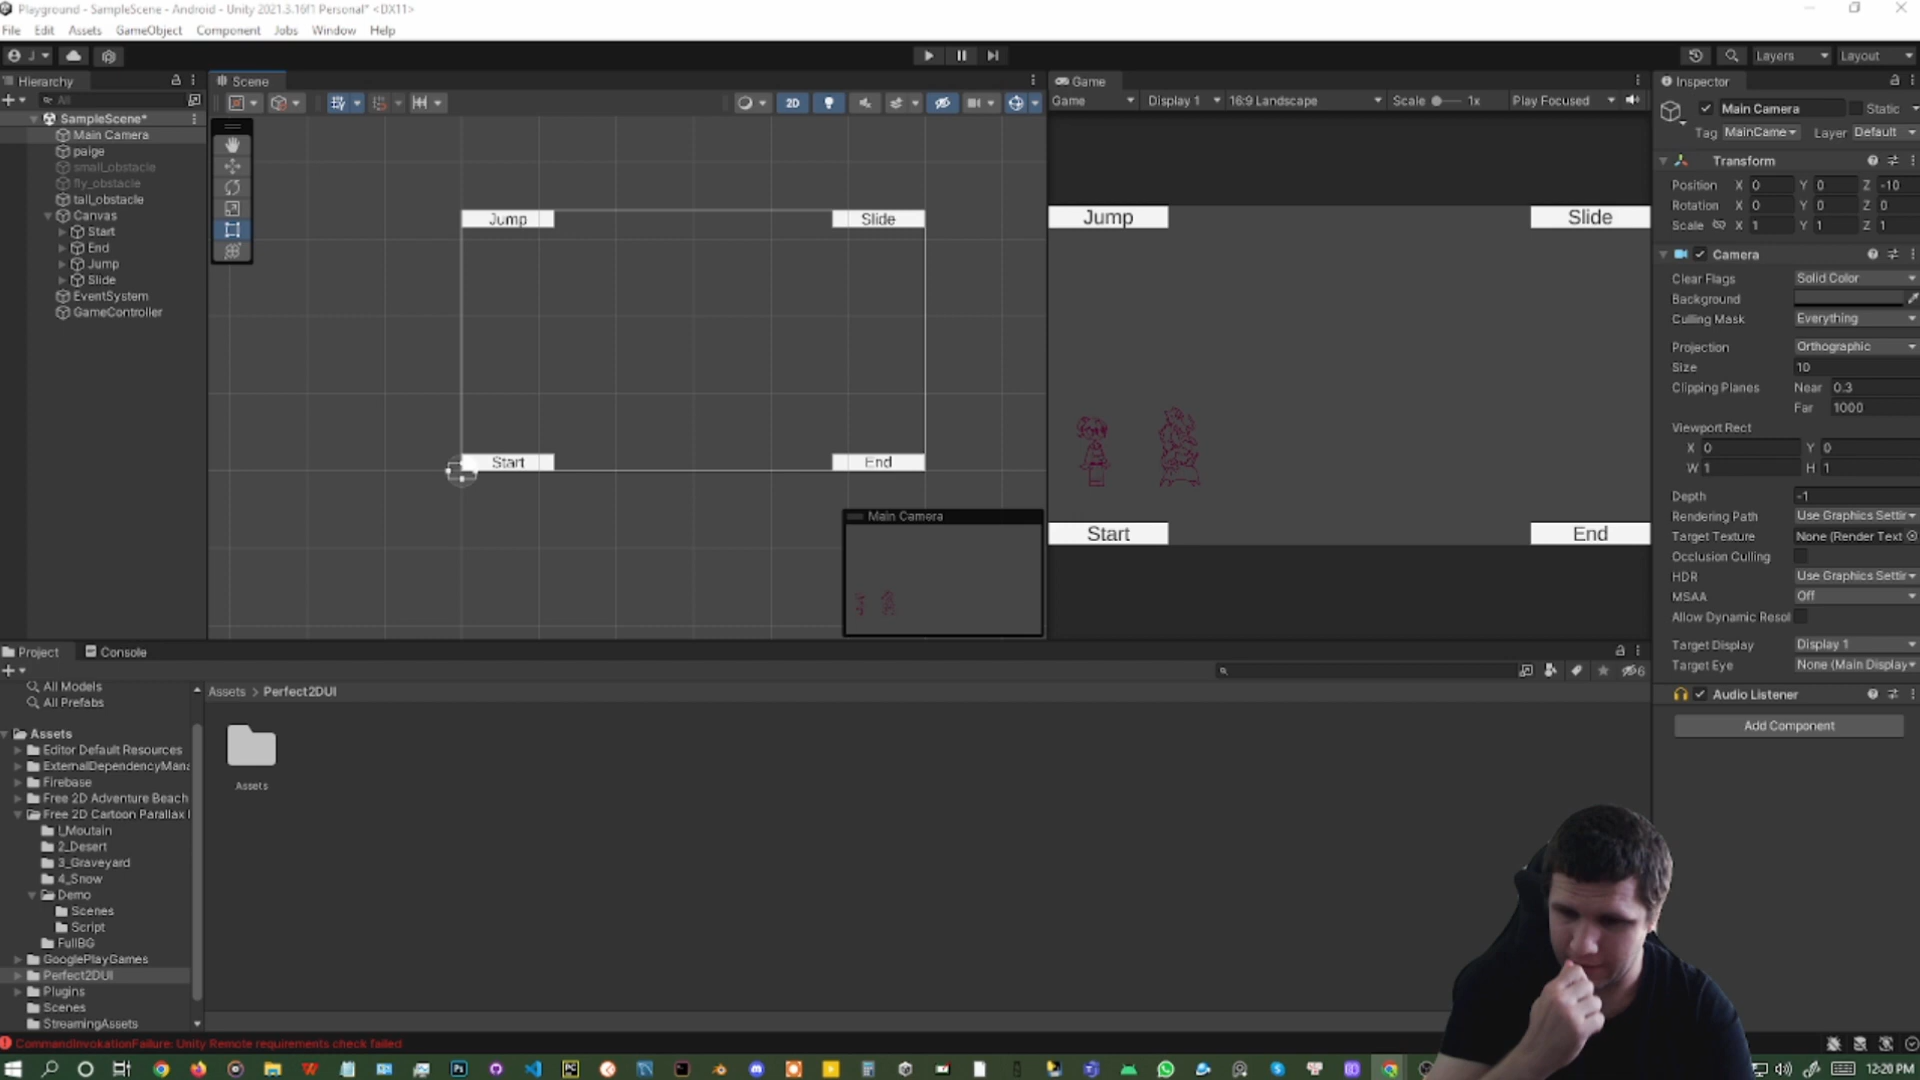 Playground - SampleScene - Android - Unity 2021.3.16f1 Personal* <DX11>
File Edit Assets GameObject Component Jobs Window Help
J Layers Layout
Hierarchy
All
SampleScene*
Main Camera
paige
small_obstacle
fly_obstacle
tall_obstacle
Canvas
Start
End
Jump
Slide
EventSystem
GameController
Scene
2D
Jump Slide
Start End
Main Camera
Game
Game Display 1 16:9 Landscape Scale 1x Play Focused
Jump Slide
Start End
Inspector
Main Camera Static
Tag MainCame Layer Default
Transform
Position X 0 Y 0 Z -10
Rotation X 0 Y 0 Z 0
Scale X 1 Y 1 Z 1
Camera
Clear Flags Solid Color
Background
Culling Mask Everything
Projection Orthographic
Size 10
Clipping Planes Near 0.3
Far 1000
Viewport Rect
X 0 Y 0
W 1 H 1
Depth -1
Rendering Path Use Graphics Settir
Target Texture None (Render Text
Occlusion Culling
HDR Use Graphics Settir
MSAA Off
Allow Dynamic Resol
Target Display Display 1
Target Eye None (Main Display
Audio Listener
Add Component
Project Console
6
All Models
All Prefabs
Assets
Editor Default Resources
ExternalDependencyMana
Firebase
Free 2D Adventure Beach
Free 2D Cartoon Parallax
1_Moutain
2_Desert
3_Graveyard
4_Snow
Demo
Scenes
Script
FullBG
GooglePlayGames
Perfect2DUI
Plugins
Scenes
StreamingAssets
Assets > Perfect2DUI
Assets
CommandInvokationFailure: Unity Remote requirements check failed
12:20 PM